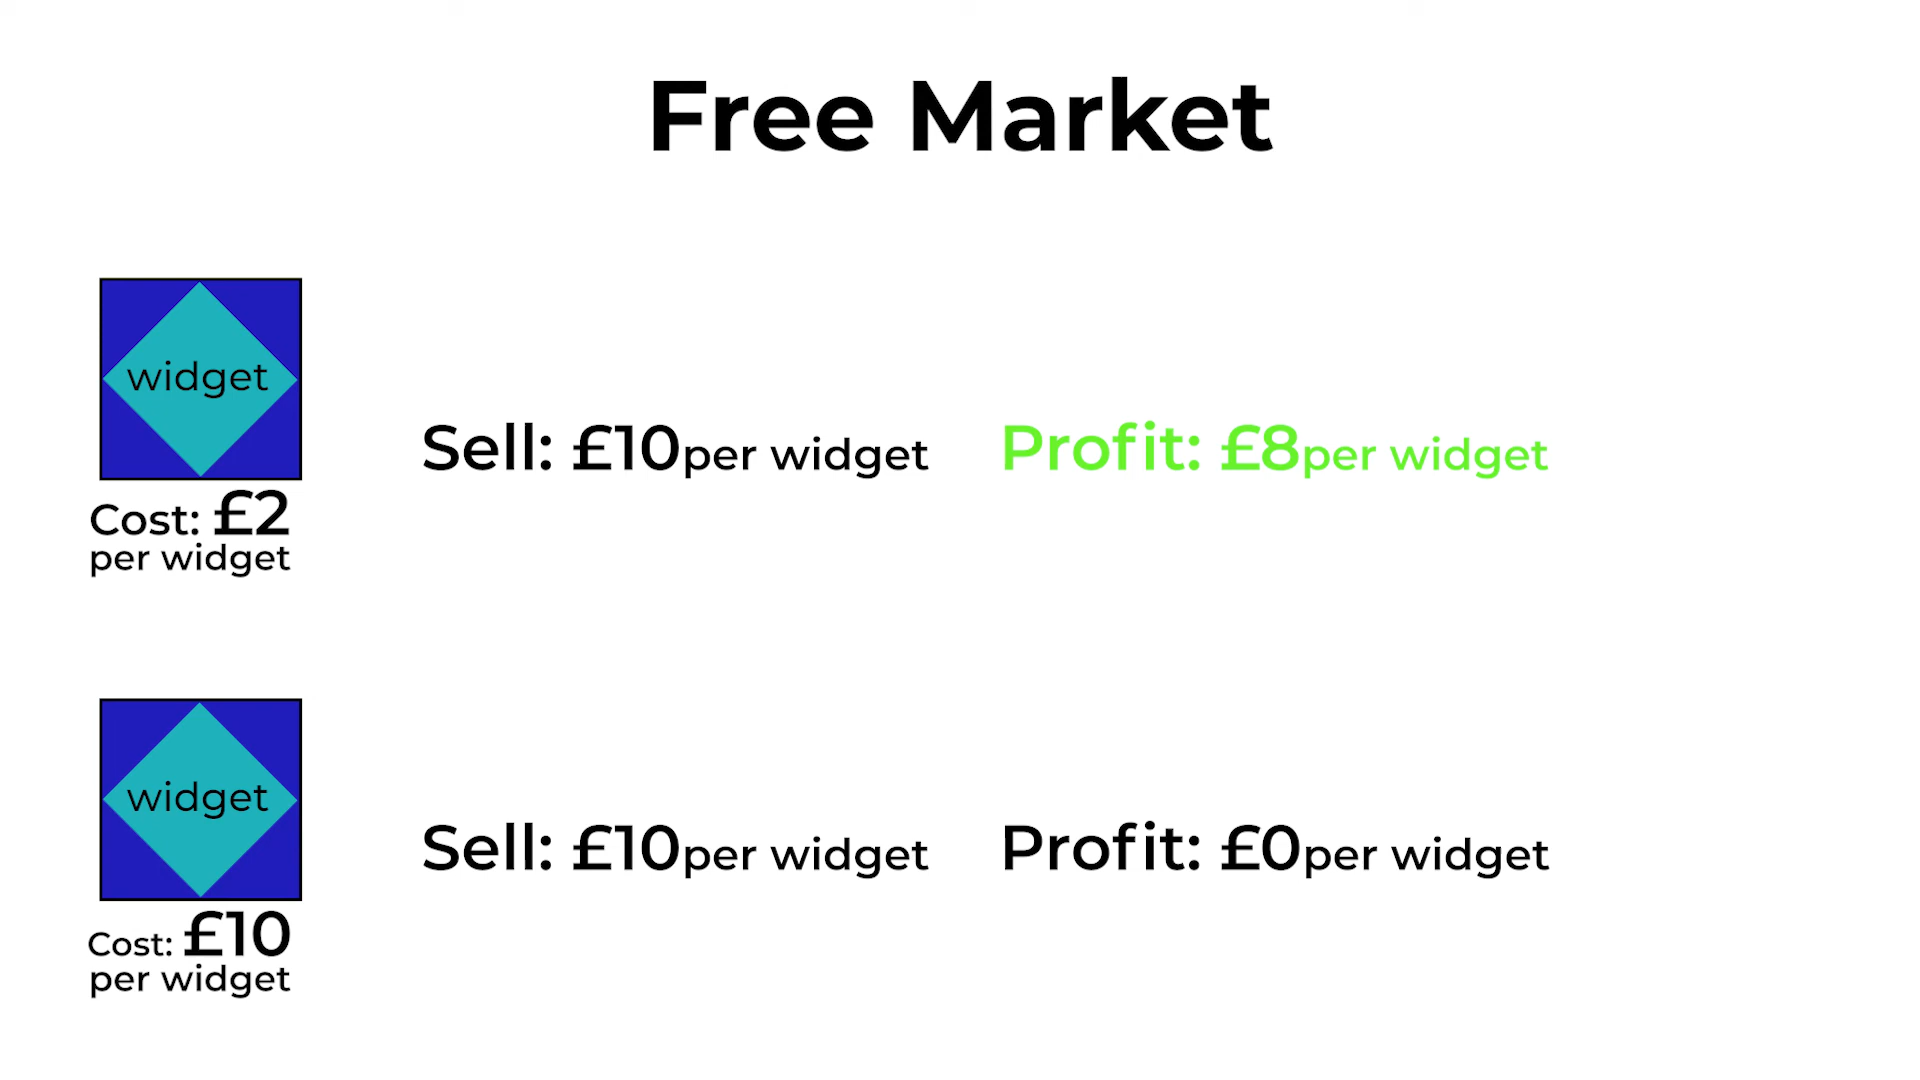 Free Market
widget
Sell: £10per widget
Profit: £8per widget
Cost: £2
per widget
widget
Sell: £10per widget
Profit: £0per widget
Cost: £10
per widget